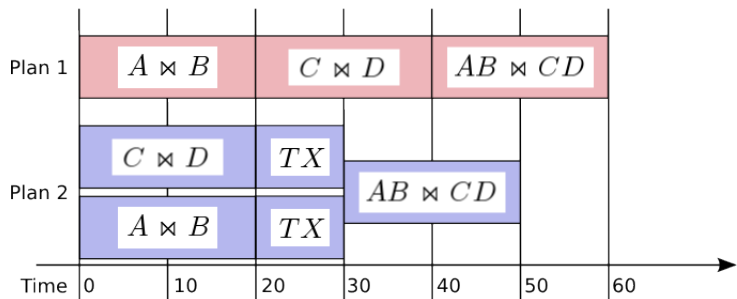 Plan 1
A ⋈ B
C ⋈ D
AB ⋈ CD
Plan 2
C ⋈ D
TX
A ⋈ B
TX
AB ⋈ CD
Time 0 10 20 30 40 50 60